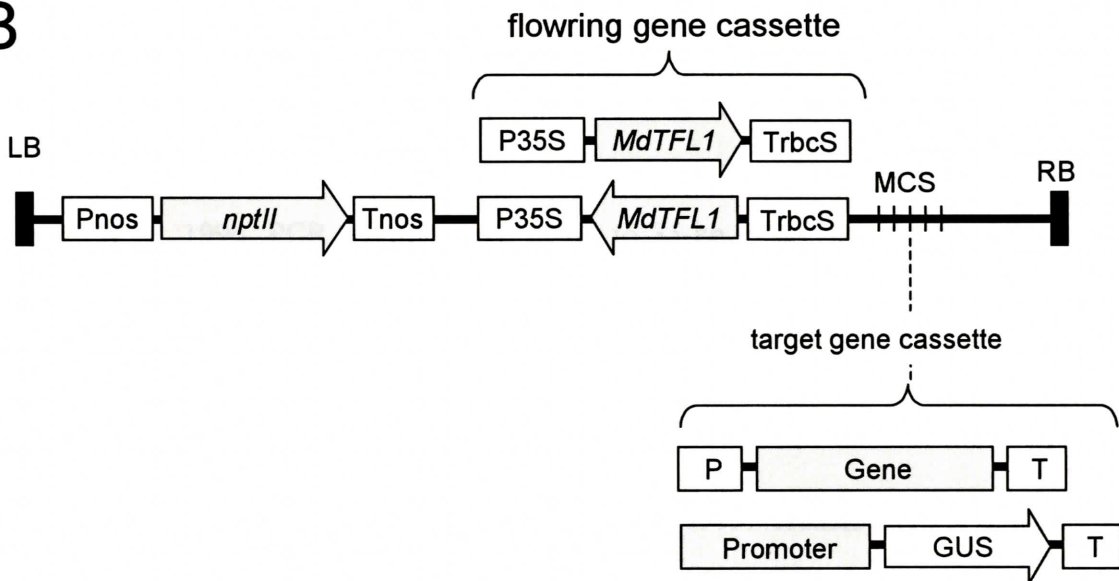 B
flowring gene cassette
P35S MdTFL1 TrbcS
LB
MCS
RB
Pnos nptII Tnos P35S MdTFL1 TrbcS
target gene cassette
P Gene T
Promoter GUS T